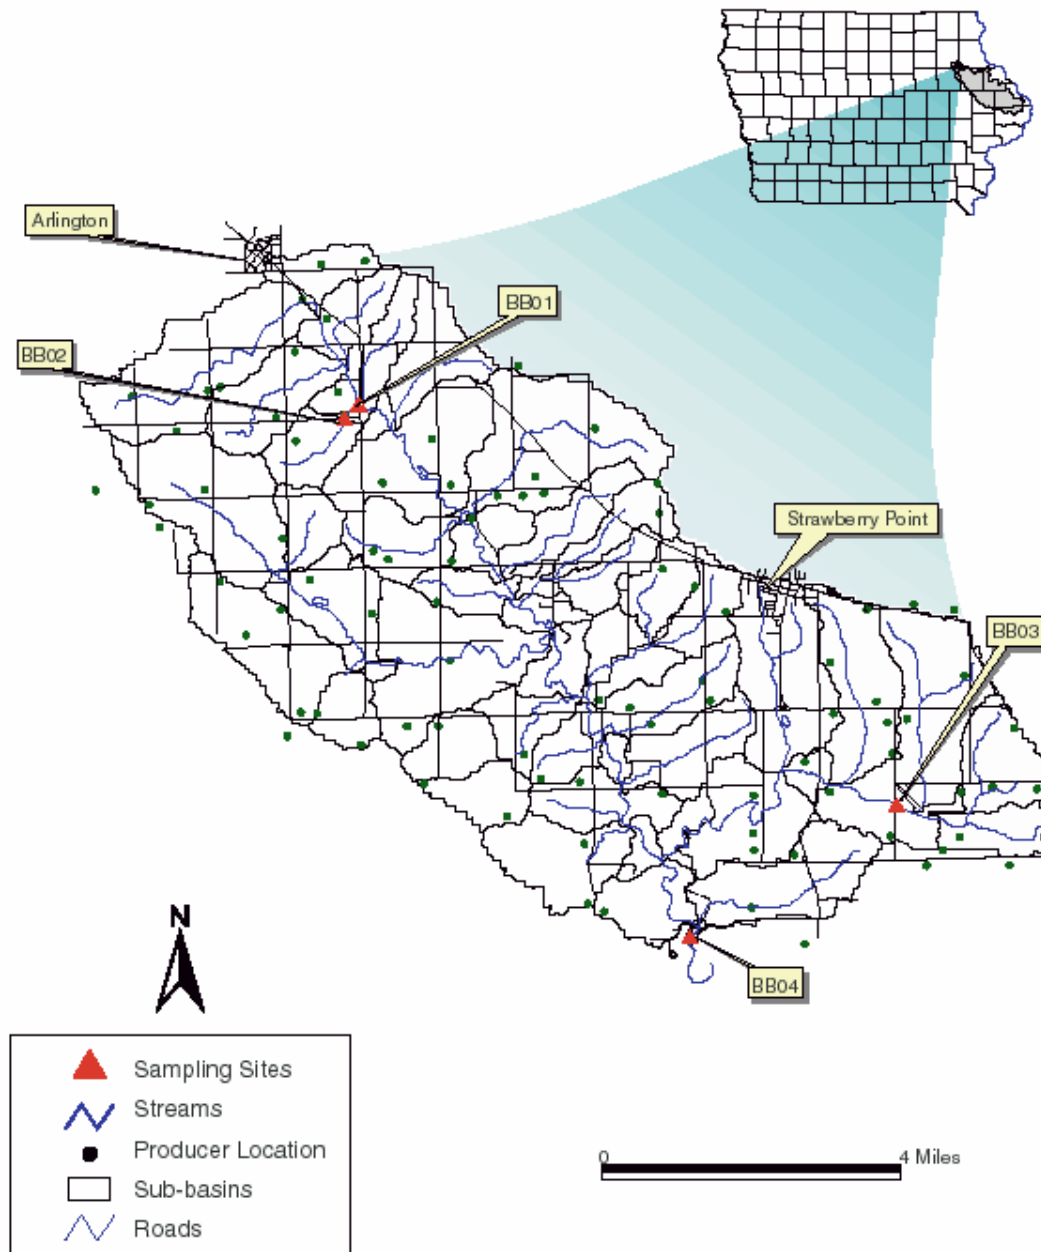 Arlington
BB01
BB02
Strawberry Point
BB03
BB04
N
Sampling Sites
Streams
Producer Location
Sub-basins
Roads
0 4 Miles